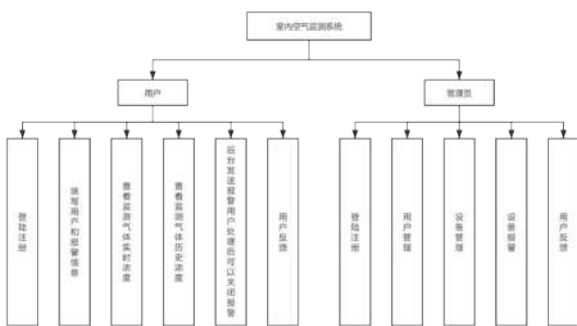 室内空气监测系统
用户
管理员
登陆注册
填写用户和报警信息
查看监测气体实时浓度
查看监测气体历史浓度
后台发送报警用户处理后可以关闭报警
用户反馈
登陆注册
用户管理
设备管理
设备报警
用户反馈